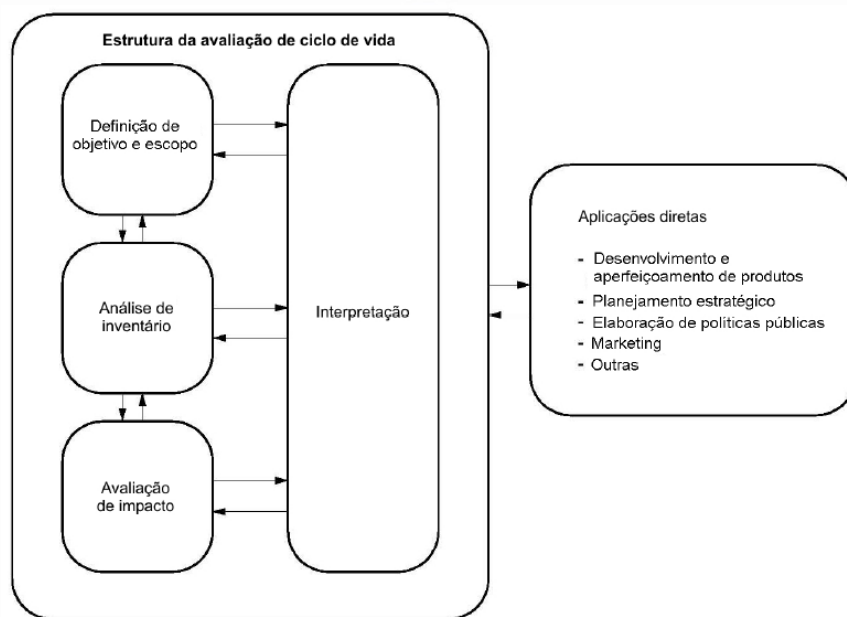 Estrutura da avaliação de ciclo de vida
Definição de
objetivo e escopo
Análise de
inventário
Avaliação
de impacto
Interpretação
Aplicações diretas
- Desenvolvimento e
aperfeiçoamento de produtos
- Planejamento estratégico
- Elaboração de políticas públicas
- Marketing
- Outras